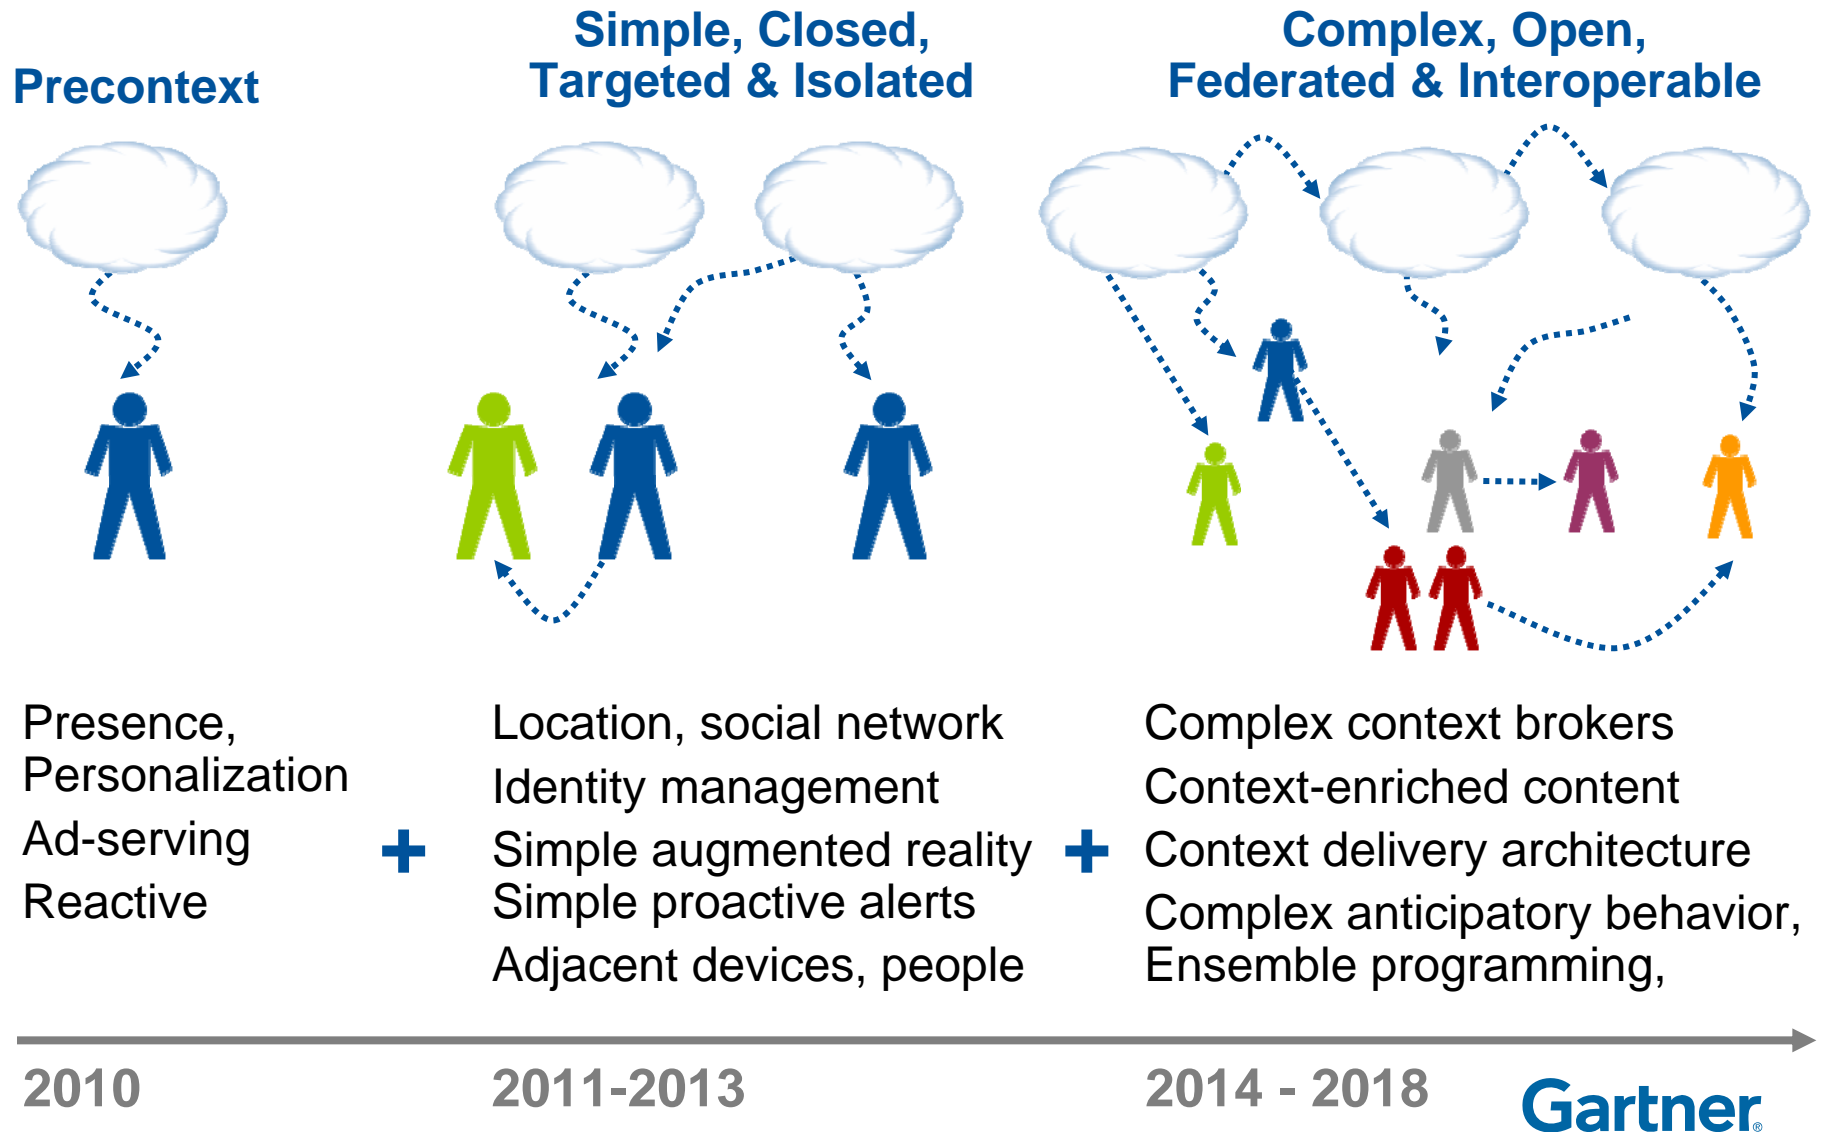 Precontext
Simple, Closed,
Targeted & Isolated
Complex, Open,
Federated & Interoperable
Presence,
Personalization
Ad-serving
Reactive
+
Location, social network
Identity management
Simple augmented reality
Simple proactive alerts
Adjacent devices, people
+
Complex context brokers
Context-enriched content
Context delivery architecture
Complex anticipatory behavior,
Ensemble programming,
2010
2011-2013
2014 - 2018
Gartner®